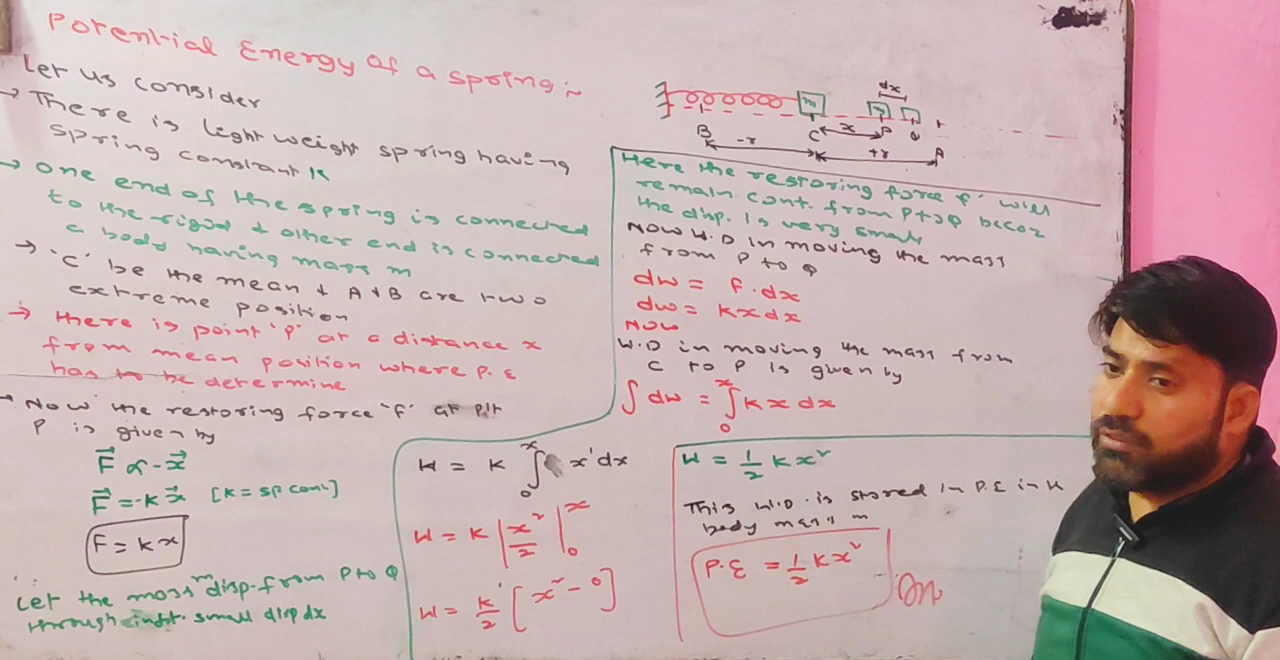 Potential Energy of a spring :~
Let us consider
→ There is light weight spring having
spring constant K
→ one end of the spring is connected
to the rigid & other end is connected
a body having mass m
→ 'C' be the mean & A & B are two
extreme position
→ there is point 'P' at a distance x
from mean position where P.E
has to be determine
→ Now the restoring force 'F' at pnt
P is given by
F⃗ ∝ -x⃗
F⃗ = -k x⃗ [K = sp cont]
F = kx
Let the mass m disp. from P to Q
through infit. small disp dx
dx
m m
B C x P Q A
-r +r
Here the restoring force f' will
remain cont. from P to Q becoz
the disp. is very small
NOW W.D in moving the mass
from P to Q
dw = f.dx
dw = kxdx
NOW
W.D in moving the mass from
C to P is given by
∫ dw = ∫₀ˣ kx dx
W = K ∫₀ˣ x' dx
W = K |x²/2|₀ˣ
W = K/2 [x² - 0]
W = 1/2 kx²
This W.D is stored in P.E in
body mass m
P.E = 1/2 kx²